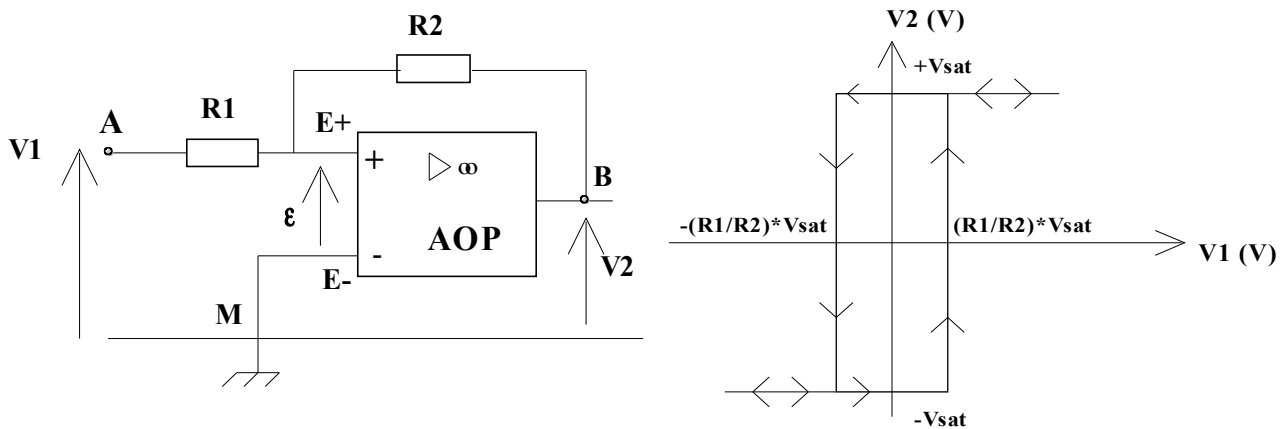 R2
R1
A
V1
E+
+
∞
B
ε
AOP
-
E-
V2
M
V2 (V)
+Vsat
-(R1/R2)*Vsat
(R1/R2)*Vsat
V1 (V)
-Vsat